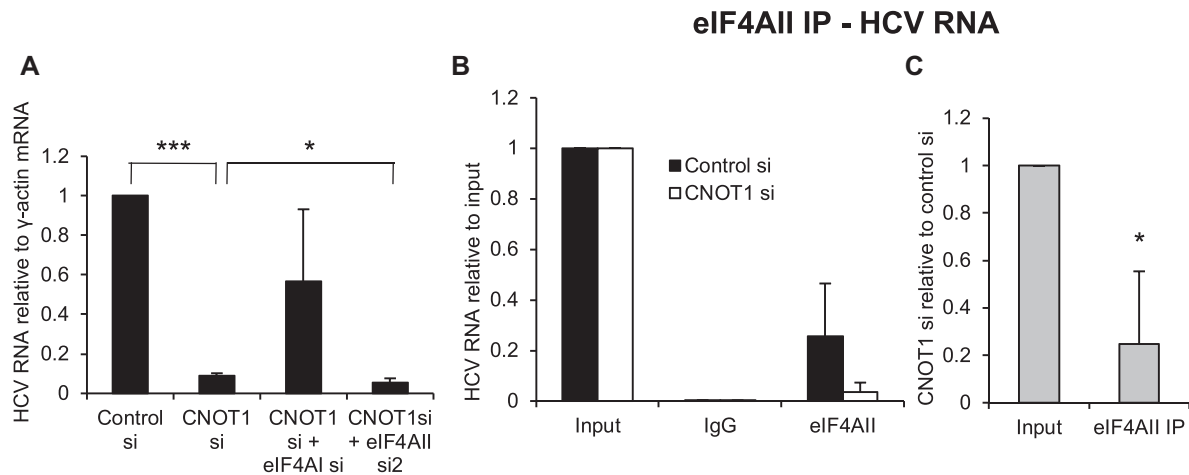 eIF4AII IP - HCV RNA
A
HCV RNA relative to γ-actin mRNA
1.2
1
0.8
0.6
0.4
0.2
0
***
*
Control
si
CNOT1
si
CNOT1
si +
eIF4AI si
CNOT1si
+ eIF4AII
si2
B
HCV RNA relative to input
1.2
1
0.8
0.6
0.4
0.2
0
Control si
CNOT1 si
Input
IgG
eIF4AII
C
CNOT1 si relative to control si
1.2
1
0.8
0.6
0.4
0.2
0
*
Input
eIF4AII IP